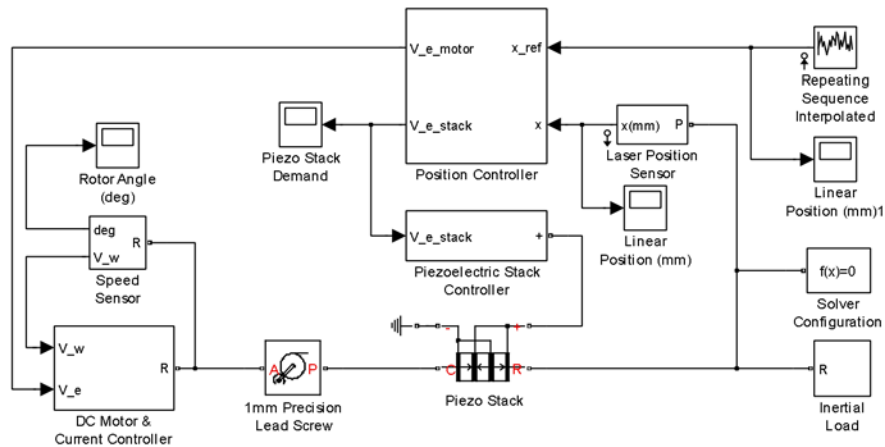 V_e_motor
x_ref
V_e_stack
x
Position Controller
Repeating
Sequence
Interpolated
Piezo Stack
Demand
x(mm)
P
Laser Position
Sensor
Linear
Position (mm)1
Linear
Position (mm)
Rotor Angle
(deg)
deg
V_w
R
Speed
Sensor
V_e_stack
+
Piezoelectric Stack
Controller
f(x)=0
Solver
Configuration
V_w
V_e
R
DC Motor &
Current Controller
A
P
1mm Precision
Lead Screw
-
+
C
R
Piezo Stack
R
Inertial
Load